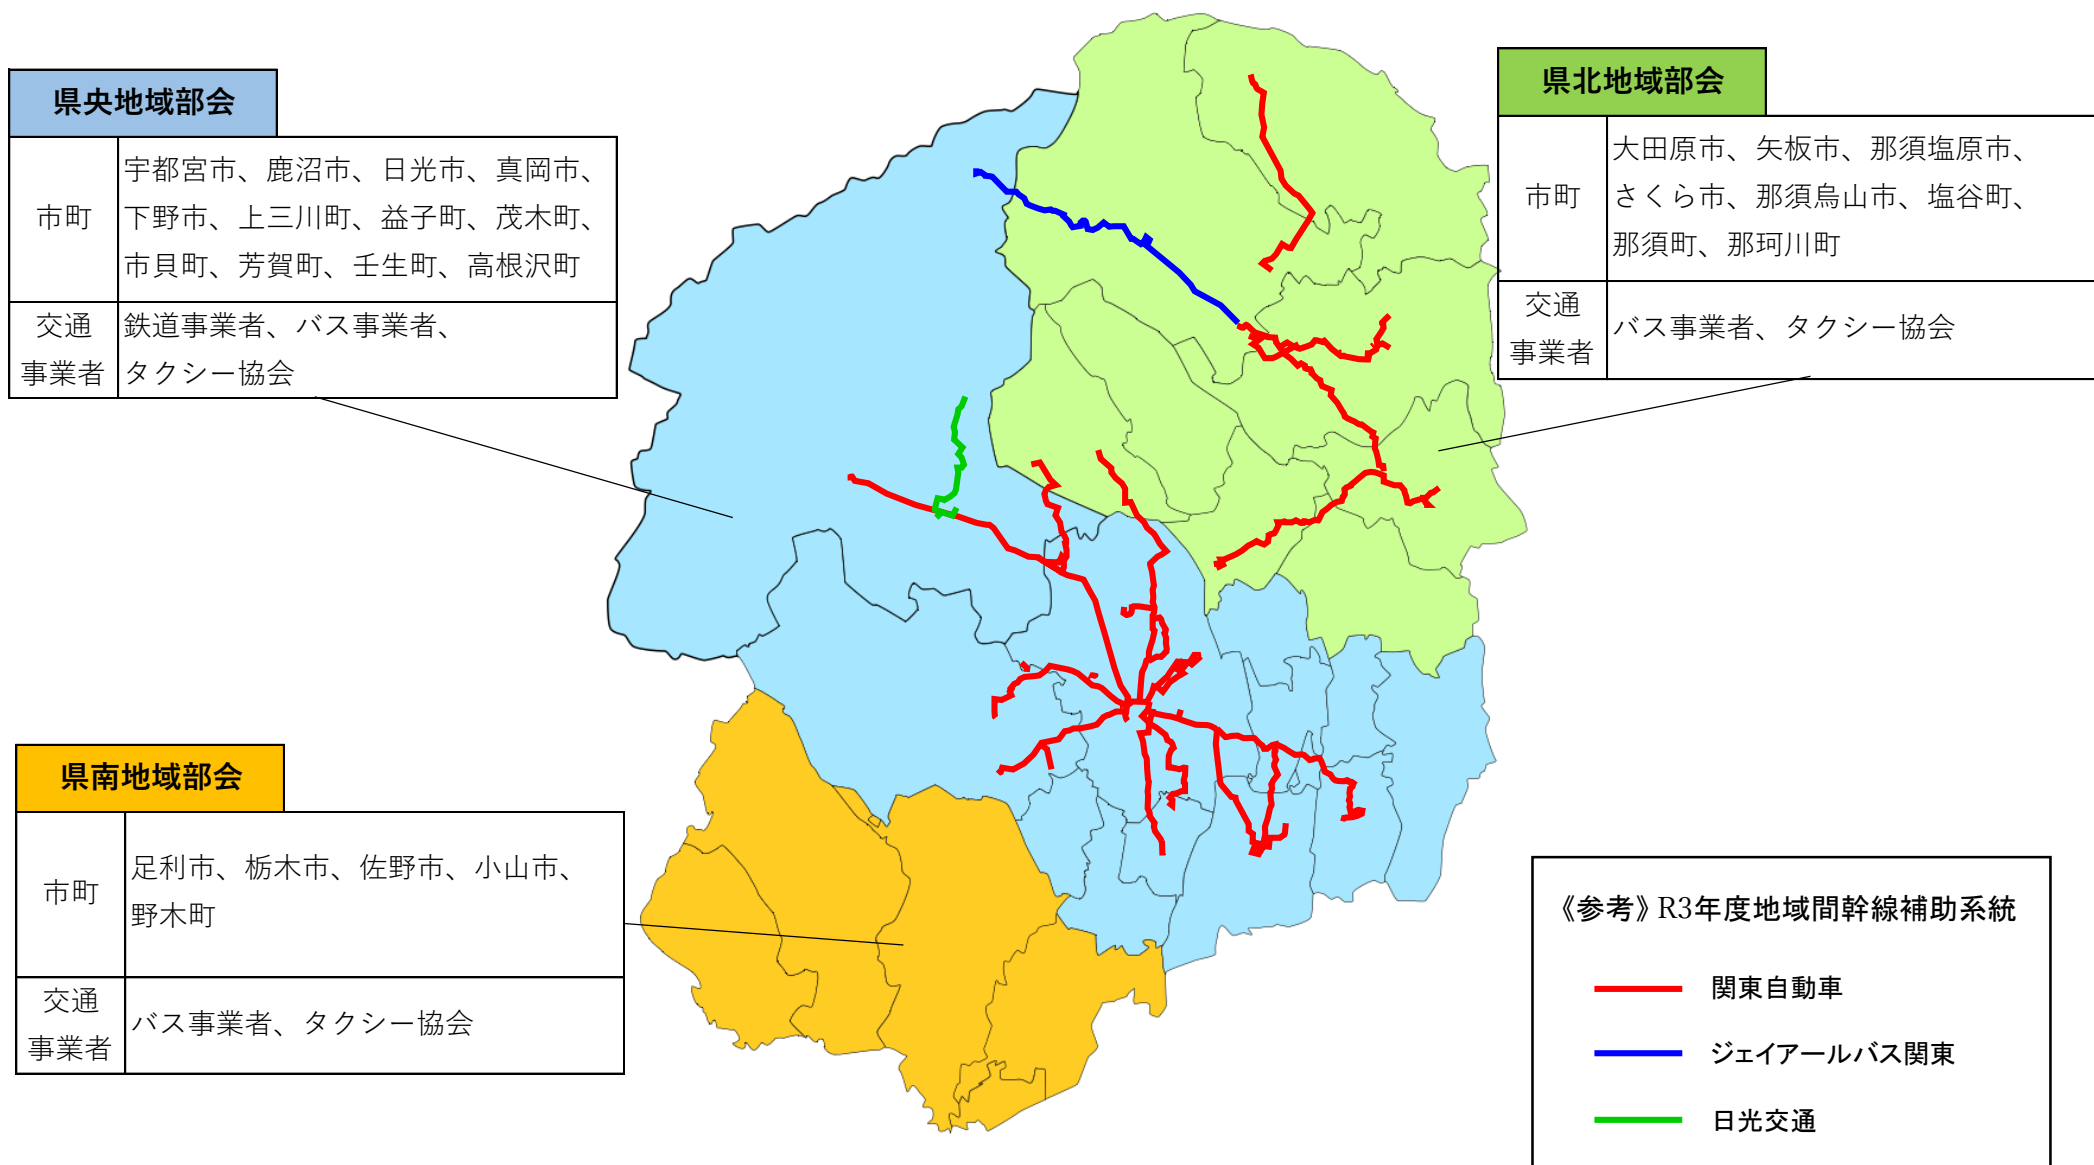 県央地域部会
市町
宇都宮市、鹿沼市、日光市、真岡市、
下野市、上三川町、益子町、茂木町、
市貝町、芳賀町、壬生町、高根沢町
交通
事業者
鉄道事業者、バス事業者、
タクシー協会
県北地域部会
市町
大田原市、矢板市、那須塩原市、
さくら市、那須烏山市、塩谷町、
那須町、那珂川町
交通
事業者
バス事業者、タクシー協会
県南地域部会
市町
足利市、栃木市、佐野市、小山市、
野木町
交通
事業者
バス事業者、タクシー協会
《参考》R3年度地域間幹線補助系統
関東自動車
ジェイアールバス関東
日光交通